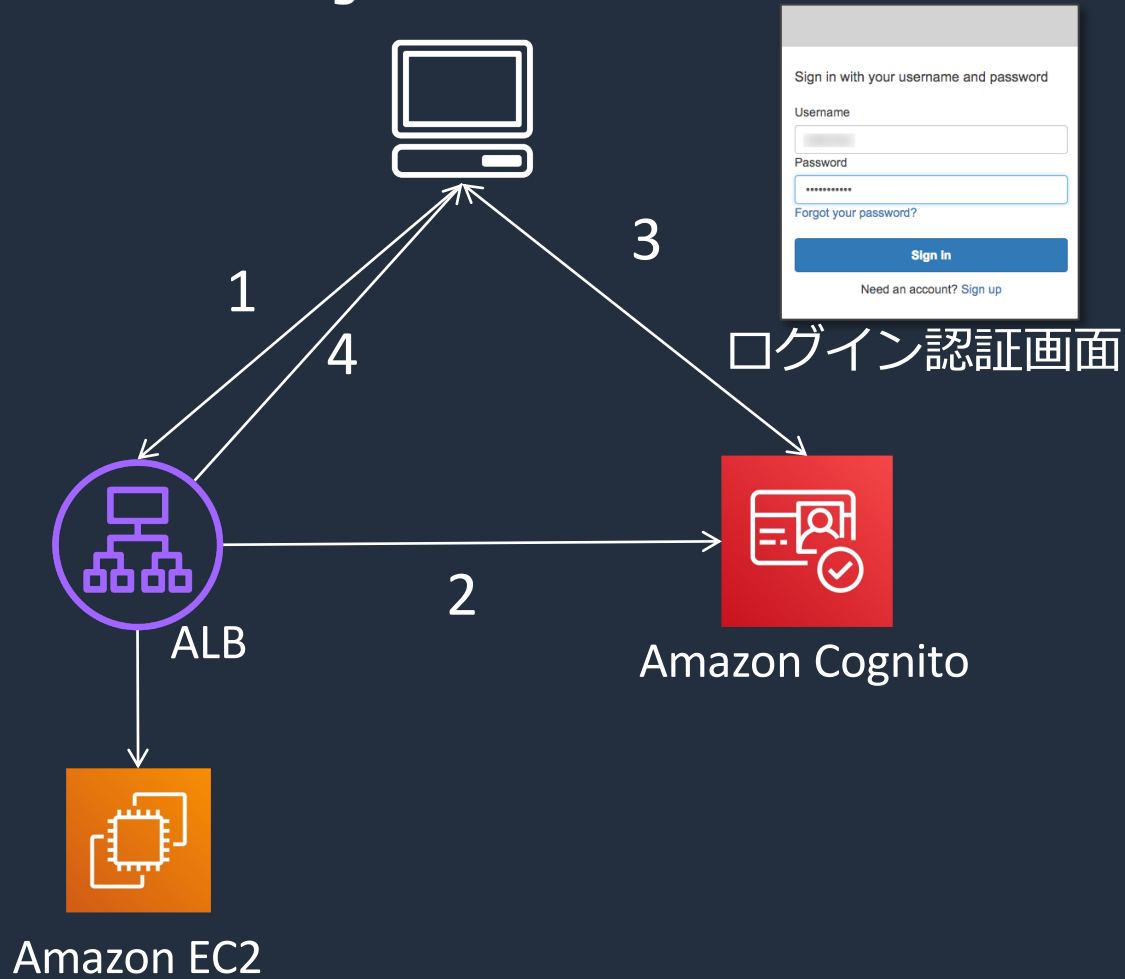 Sign in with your username and password
Username
Password
•••••••••••
Forgot your password?
Sign in
Need an account? Sign up
3
1
ログイン認証画面
4
2
ALB
Amazon Cognito
Amazon EC2